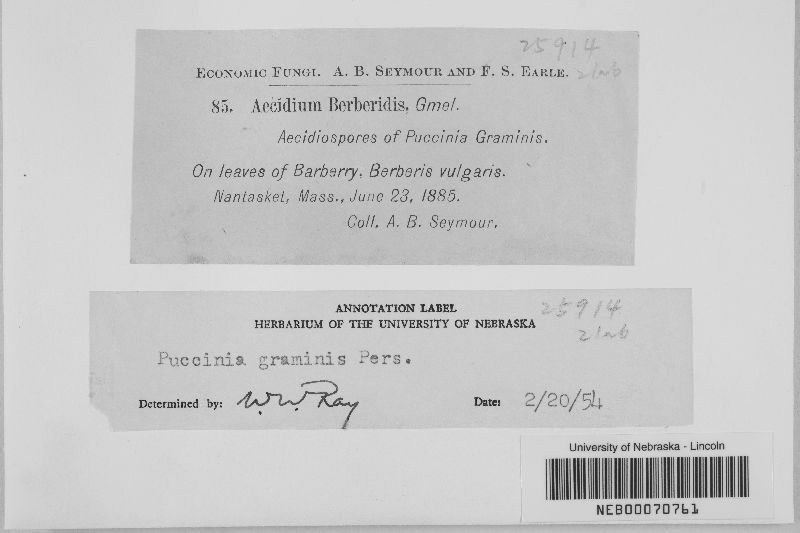 25914
ECONOMIC FUNGI. A. B. SEYMOUR AND F. S. EARLE.
85. Aecidium Berberidis, Gmel.
Aecidiospores of Puccinia Graminis.
On leaves of Barberry, Berberis vulgaris.
Nantasket, Mass., June 23, 1885.
Coll. A. B. Seymour.
ANNOTATION LABEL
HERBARIUM OF THE UNIVERSITY OF NEBRASKA
25914
Puccinia graminis Pers.
Determined by: W. W. Ray Date: 2/20/54
University of Nebraska - Lincoln
NEB00070761